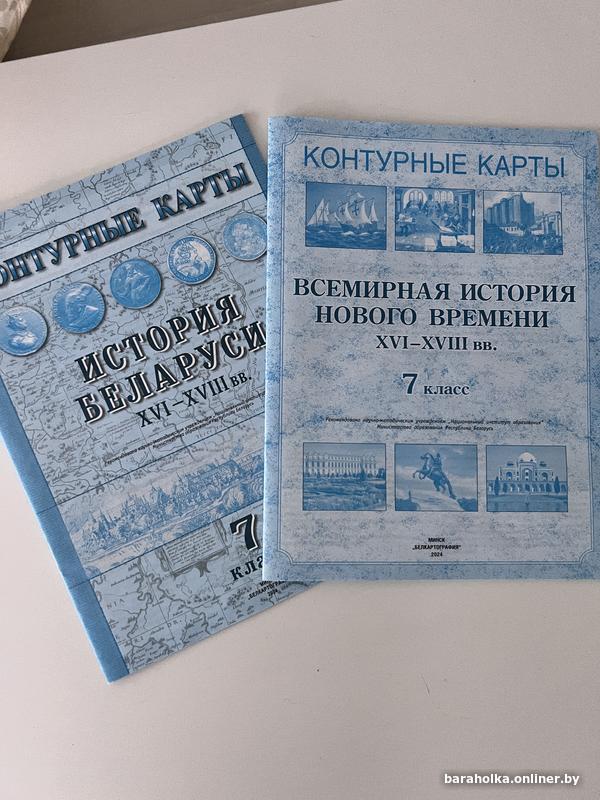 КОНТУРНЫЕ КАРТЫ
ИСТОРИЯ
БЕЛАРУСИ
XVI–XVIII вв.
7
МИНСК
"БЕЛКАРТОГРАФИЯ"
2024
КОНТУРНЫЕ КАРТЫ
ВСЕМИРНАЯ ИСТОРИЯ
НОВОГО ВРЕМЕНИ
XVI–XVIII вв.
7 класс
Рекомендовано научно-методическим учреждением "Национальный институт образования"
Министерства образования Республики Беларусь
baraholka.onliner.by